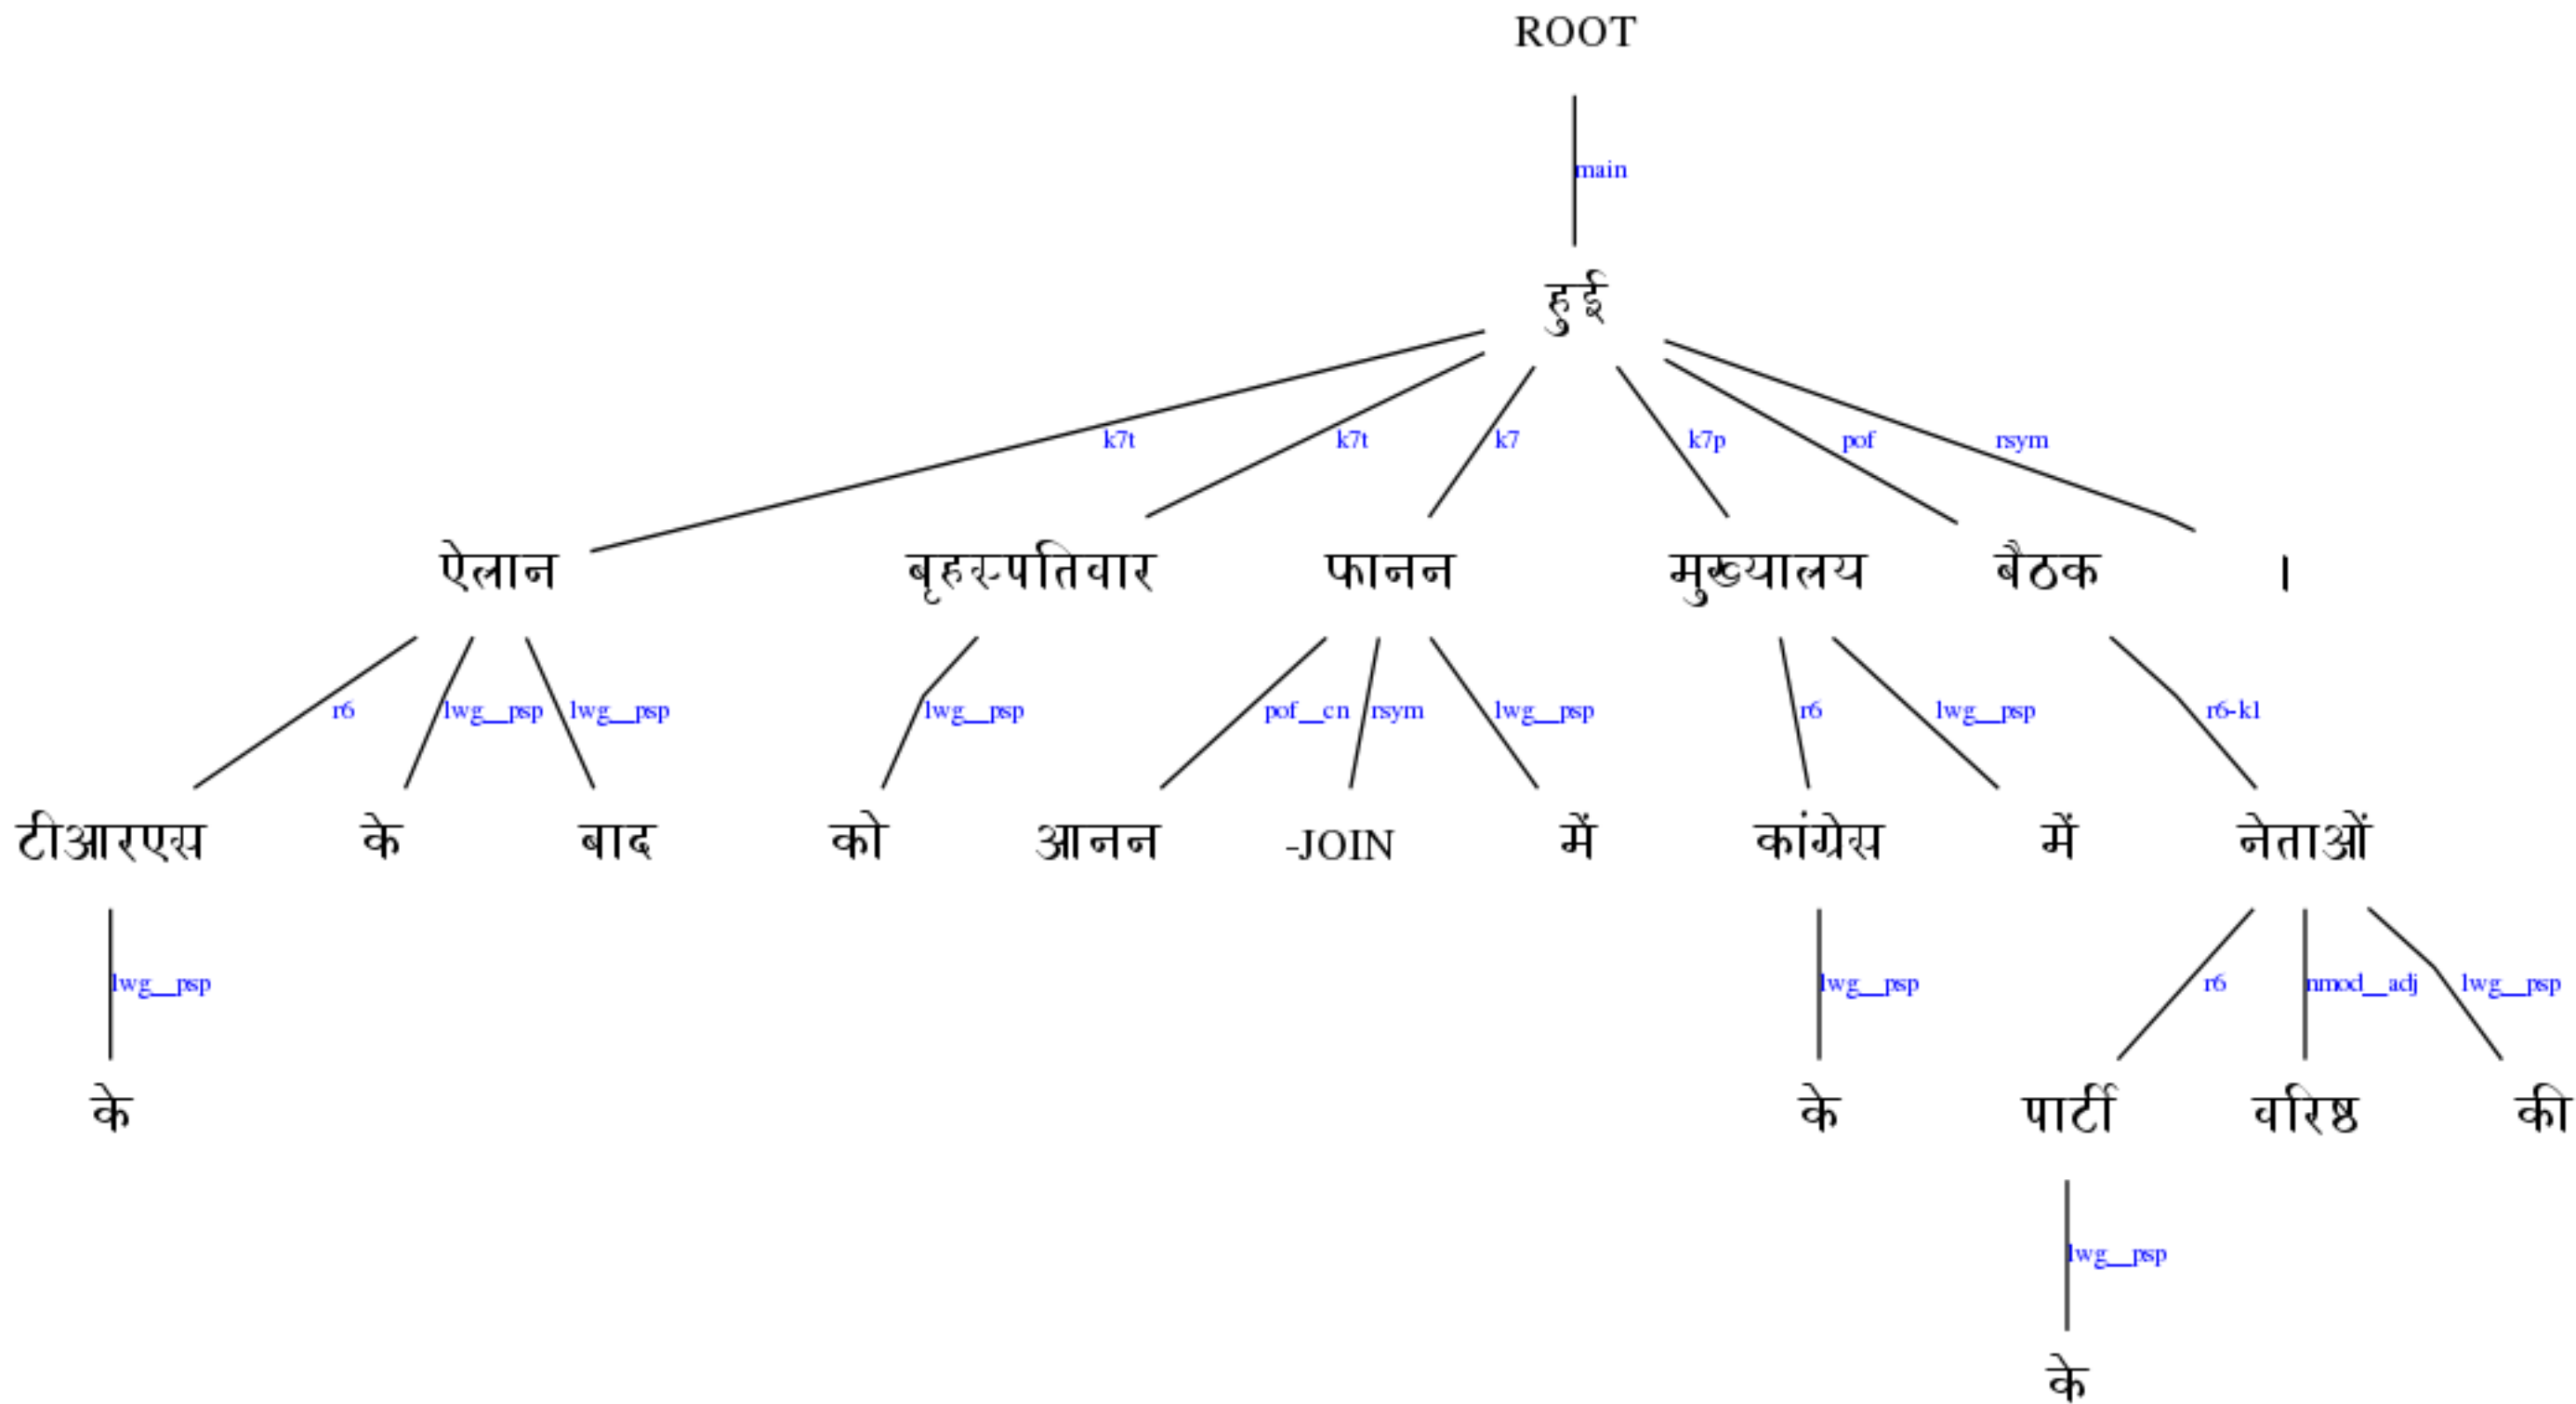 ROOT
main
हुई
k7t k7t k7 k7p pof rsym
ऐलान बृहस्पतिवार फानन मुख्यालय बैठक ।
r6 lwg__psp lwg__psp lwg__psp pof__cn rsym lwg__psp r6 lwg__psp r6-k1
टीआरएस के बाद को आनन -JOIN में कांग्रेस में नेताओं
lwg__psp lwg__psp r6 nmod__adj lwg__psp
के के पार्टी वरिष्ठ की
lwg__psp
के